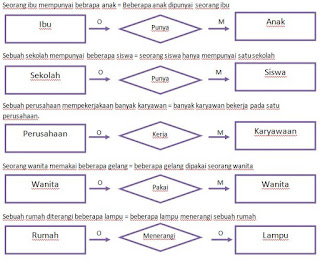 Seorang ibu mempunyai bebrapa anak = Beberapa anak dipunyai seorang ibu
Ibu O Punya M Anak
Sebuah sekolah mempunyai beberapa siswa = seorang siswa hanya mempunyai satu sekolah
Sekolah O Punya M Siswa
Sebuah perusahaan mempekerjakan banyak karyawan = banyak karyawan bekerja pada satu
perusahaan.
Perusahaan O Kerja M Karyawaan
Seorang wanita memakai beberapa gelang = beberapa gelang dipakai seorang wanita
Wanita O Pakai M Wanita
Sebuah rumah diterangi beberapa lampu = beberapa lampu menerangi sebuah rumah
Rumah O Menerangi O Lampu